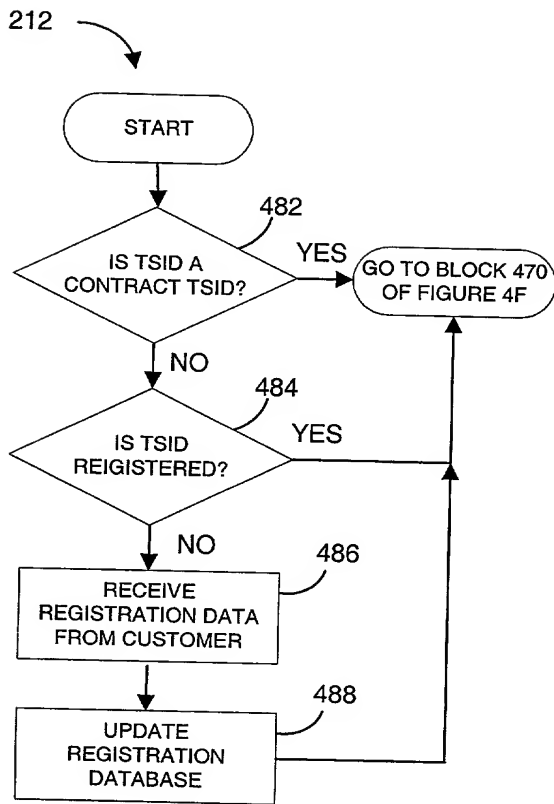 212
START
482
IS TSID A
CONTRACT TSID?
YES
GO TO BLOCK 470
OF FIGURE 4F
NO
484
IS TSID
REIGISTERED?
YES
NO
486
RECEIVE
REGISTRATION DATA
FROM CUSTOMER
488
UPDATE
REGISTRATION
DATABASE